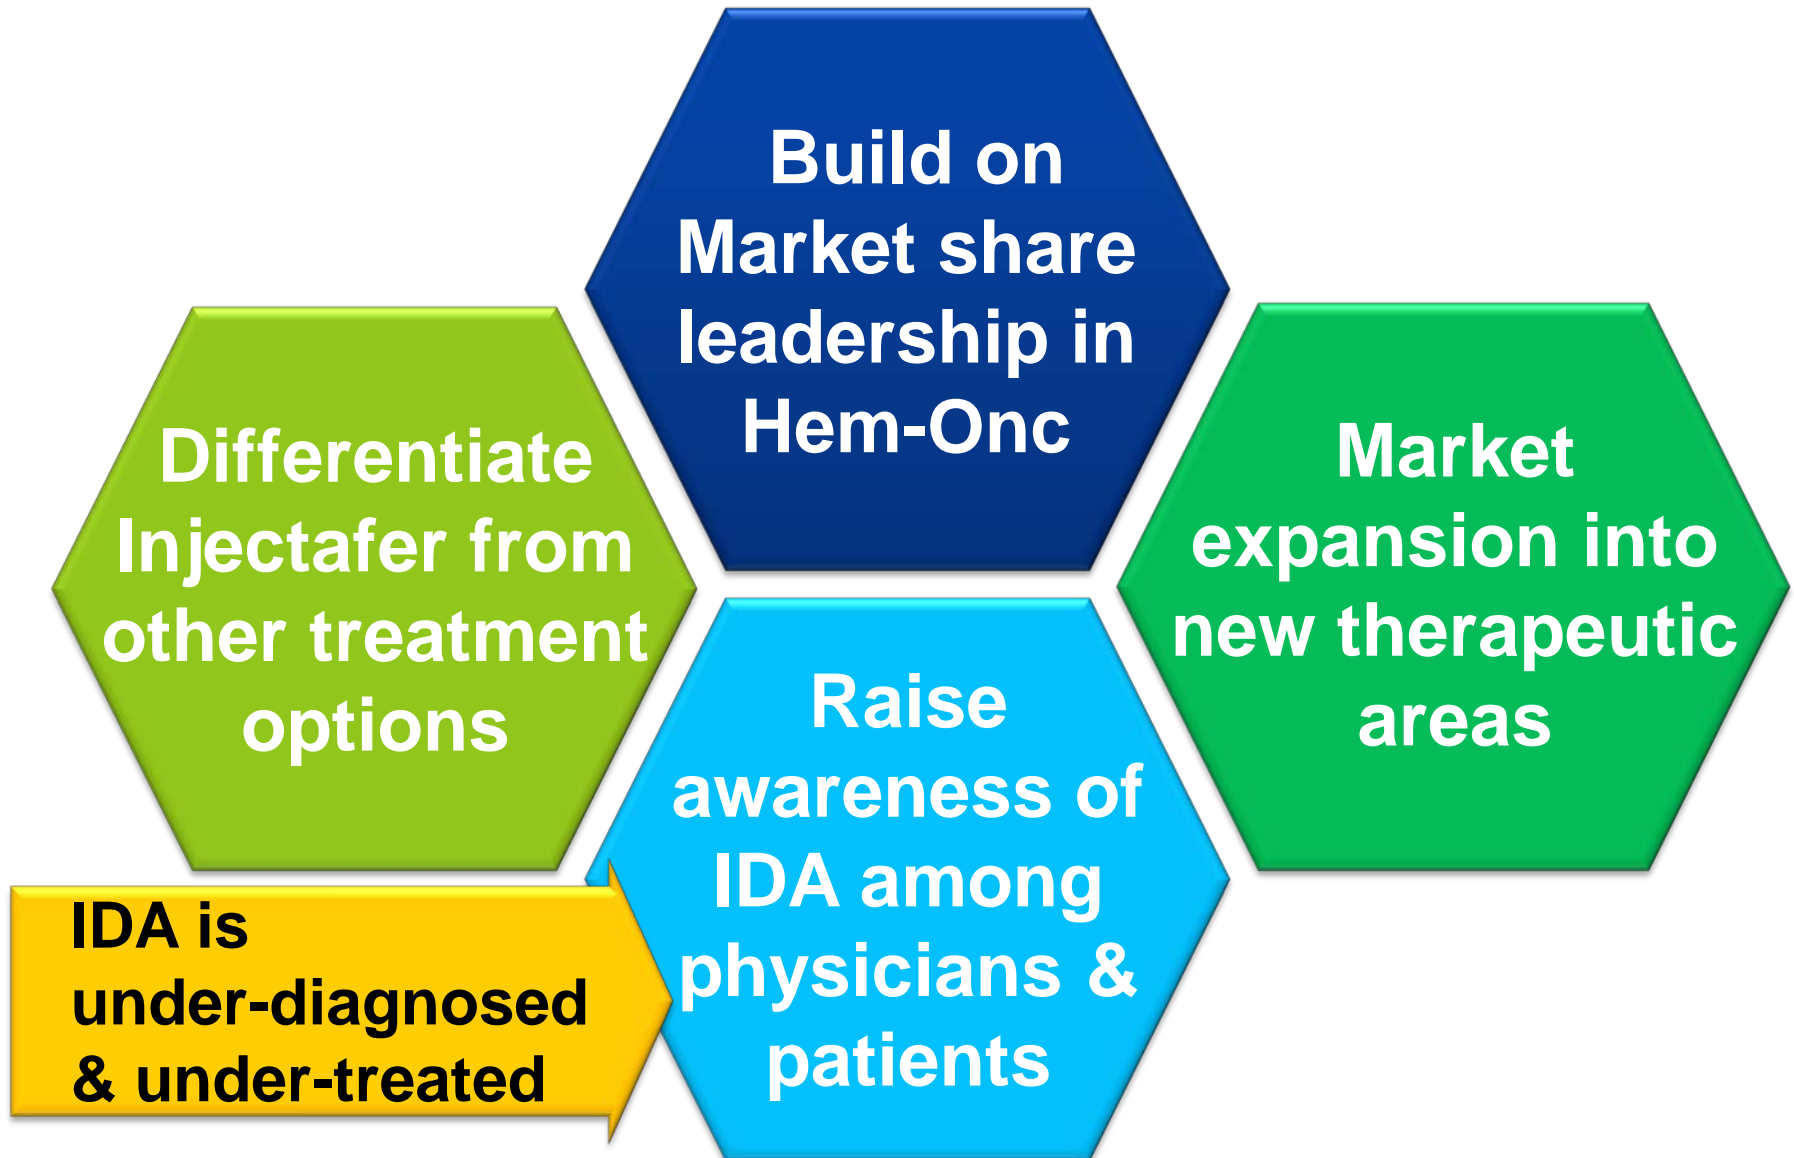 Build on
Market share
leadership in
Hem-Onc
Differentiate
Injectafer from
other treatment
options
Market
expansion into
new therapeutic
areas
Raise
awareness of
IDA among
physicians &
patients
IDA is
under-diagnosed
& under-treated